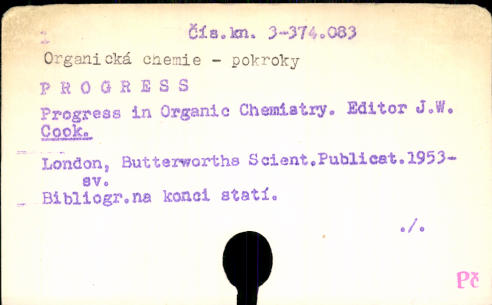 Čís.kn. 3-374.083
Organická chemie - pokroky
P R O G R E S S
Progress in Organic Chemistry. Editor J.W.
Cook.
London, Butterworths Scient.Publicat.1953-
sv.
Bibliogr.na konci statí.
./.
Pč